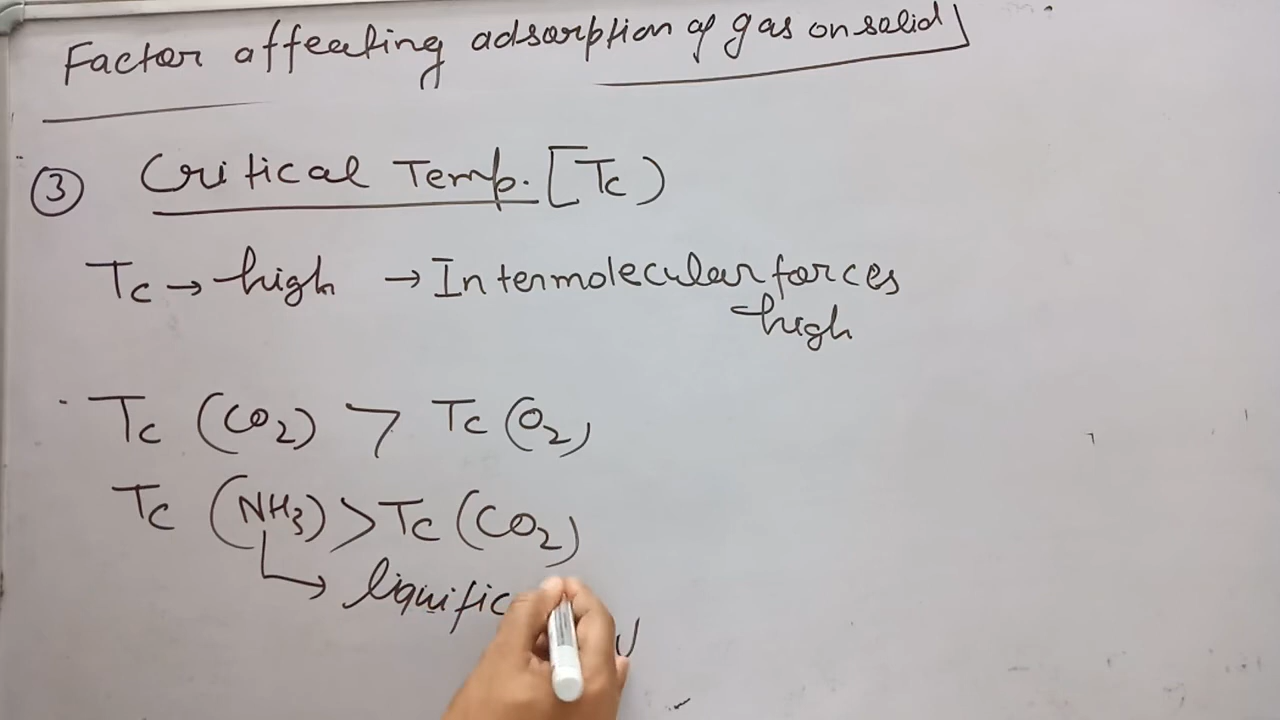 Factor affecting adsorption of gas on solid
③ Critical Temp. [Tc)
Tc → high → Intermolecular forces
high
Tc (CO2) > Tc (O2)
Tc (NH3) > Tc (CO2)
↳ liquific